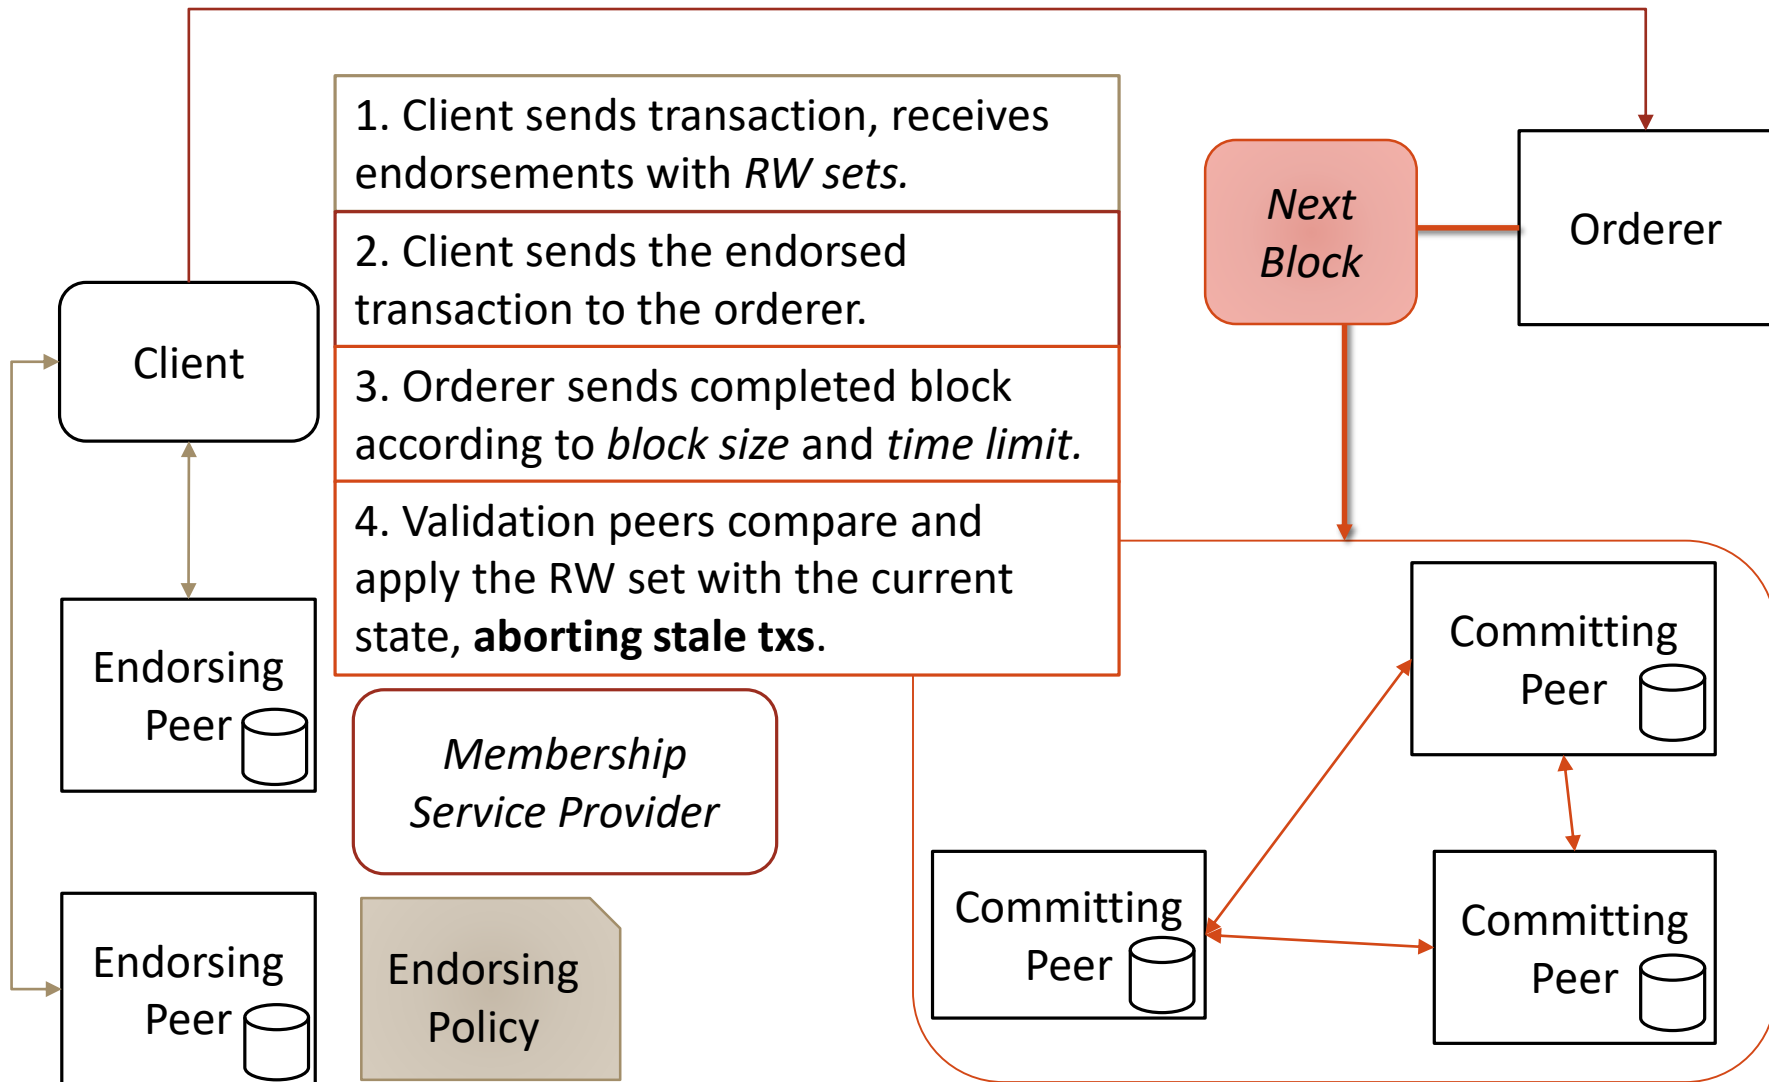 1. Client sends transaction, receives
endorsements with RW sets.
2. Client sends the endorsed
transaction to the orderer.
3. Orderer sends completed block
according to block size and time limit.
4. Validation peers compare and
apply the RW set with the current
state, aborting stale txs.
Next
Block
Orderer
Client
Endorsing
Peer
Membership
Service Provider
Committing
Peer
Endorsing
Peer
Endorsing
Policy
Committing
Peer
Committing
Peer